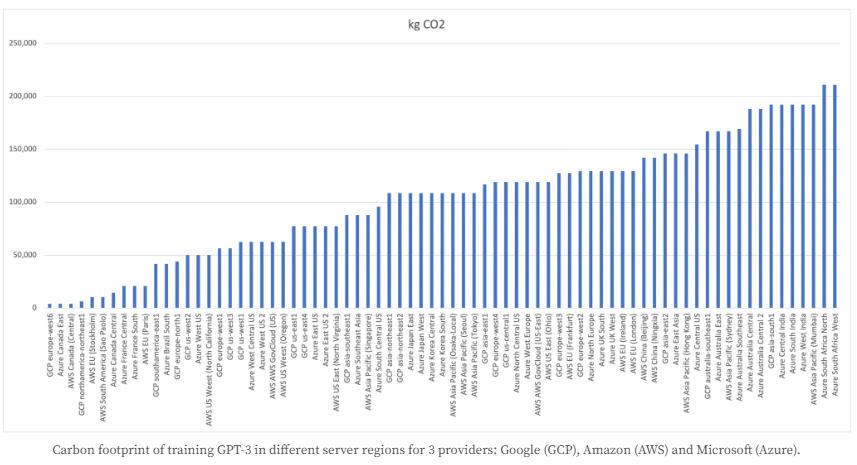 kg CO2
250,000
200,000
150,000
100,000
50,000
0
GCP europe-west6
Azure Canada East
AWS Canada (Central)
GCP northamerica-northeast1
AWS EU (Stockholm)
AWS South America (Sao Paolo)
Azure Canada Central
Azure France Central
Azure France South
AWS EU (Paris)
GCP southamerica-east1
Azure Brazil South
GCP europe-north1
GCP us-west2
Azure West US
AWS US Weest (North California)
GCP europe-west1
GCP us-west3
GCP us-west1
Azure West Central US
Azure West US 2
AWS AWS GovCloud (US)
AWS US Weest (Oregon)
GCP us-east1
GCP us-east4
Azure East US
Azure East US 2
AWS US East (North Virginia)
GCP asia-southeast1
Azure Southeast Asia
AWS Asia Pacific (Singapore)
Azure South Central US
GCP asia-northeast1
GCP asia-northeast2
Azure Japan East
Azure Japan West
Azure Korea Central
Azure Korea South
AWS Asia Pacific (Osaka-Local)
AWS Asia Pacific (Seoul)
AWS Asia Pacific (Tokyo)
GCP asia-east1
GCP europe-west4
GCP us-central1
Azure North Central US
Azure West Europe
AWS AWS GovCloud (US-East)
AWS US East (Ohio)
GCP europe-west3
AWS EU (Frankfurt)
GCP europe-west2
Azure North Europe
Azure UK South
Azure UK West
AWS EU (Ireland)
AWS EU (London)
AWS China (Beijing)
AWS China (Ningxia)
GCP asia-east2
Azure East Asia
AWS Asia Pacific (Hong Kong)
Azure Central US
GCP australia-southeast1
Azure Australia East
AWS Asia Pacific (Sydney)
Azure Australia Southeast
Azure Australia Central
Azure Australia Central 2
GCP asia-south1
Azure Central India
Azure South India
Azure West India
AWS Asia Pacific (Mumbai)
Azure South Africa North
Azure South Africa West
Carbon footprint of training GPT-3 in different server regions for 3 providers: Google (GCP), Amazon (AWS) and Microsoft (Azure).